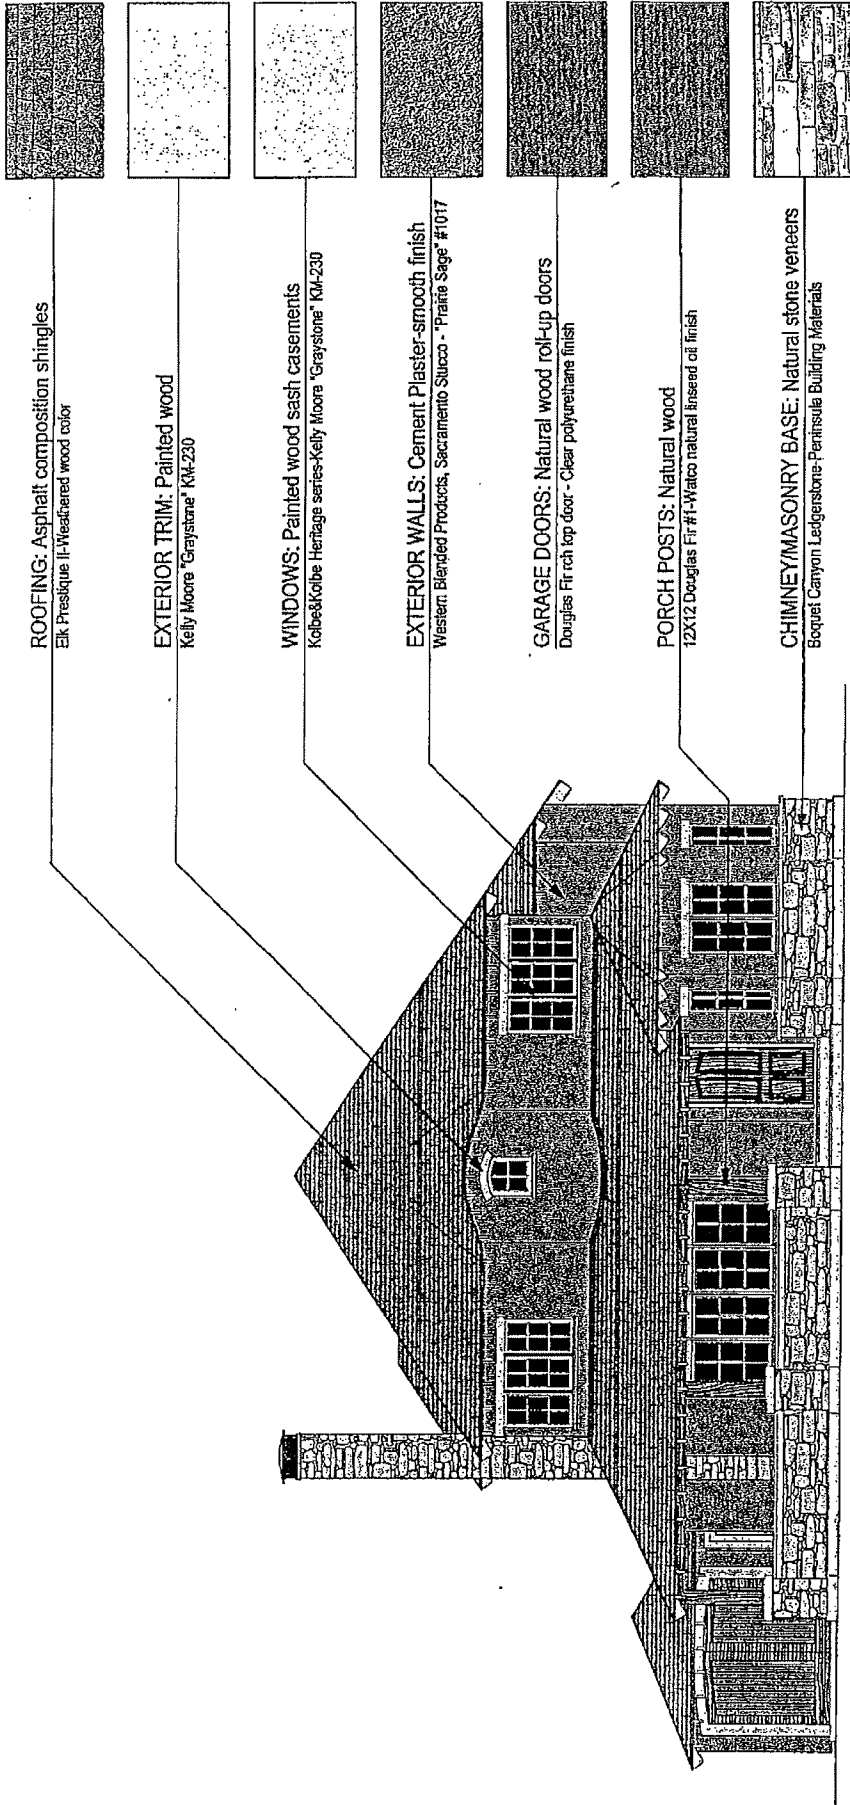 ROOFING: Asphalt composition shingles
Elk Prestique II-Weathered wood color
EXTERIOR TRIM: Painted wood
Kelly Moore "Graystone" KM-230
WINDOWS: Painted wood sash casements
Kolbe&Kolbe Heritage series-Kelly Moore "Graystone" KM-230
EXTERIOR WALLS: Cement Plaster-smooth finish
Western Blended Products, Sacramento Stucco - "Prairie Sage" #1017
GARAGE DOORS: Natural wood roll-up doors
Douglas Fir rch top door - Clear polyurethane finish
PORCH POSTS: Natural wood
12X12 Douglas Fir #1-Watco natural linseed oil finish
CHIMNEY/MASONRY BASE: Natural stone veneers
Boquet Canyon Ledgerstone-Peninsula Building Materials